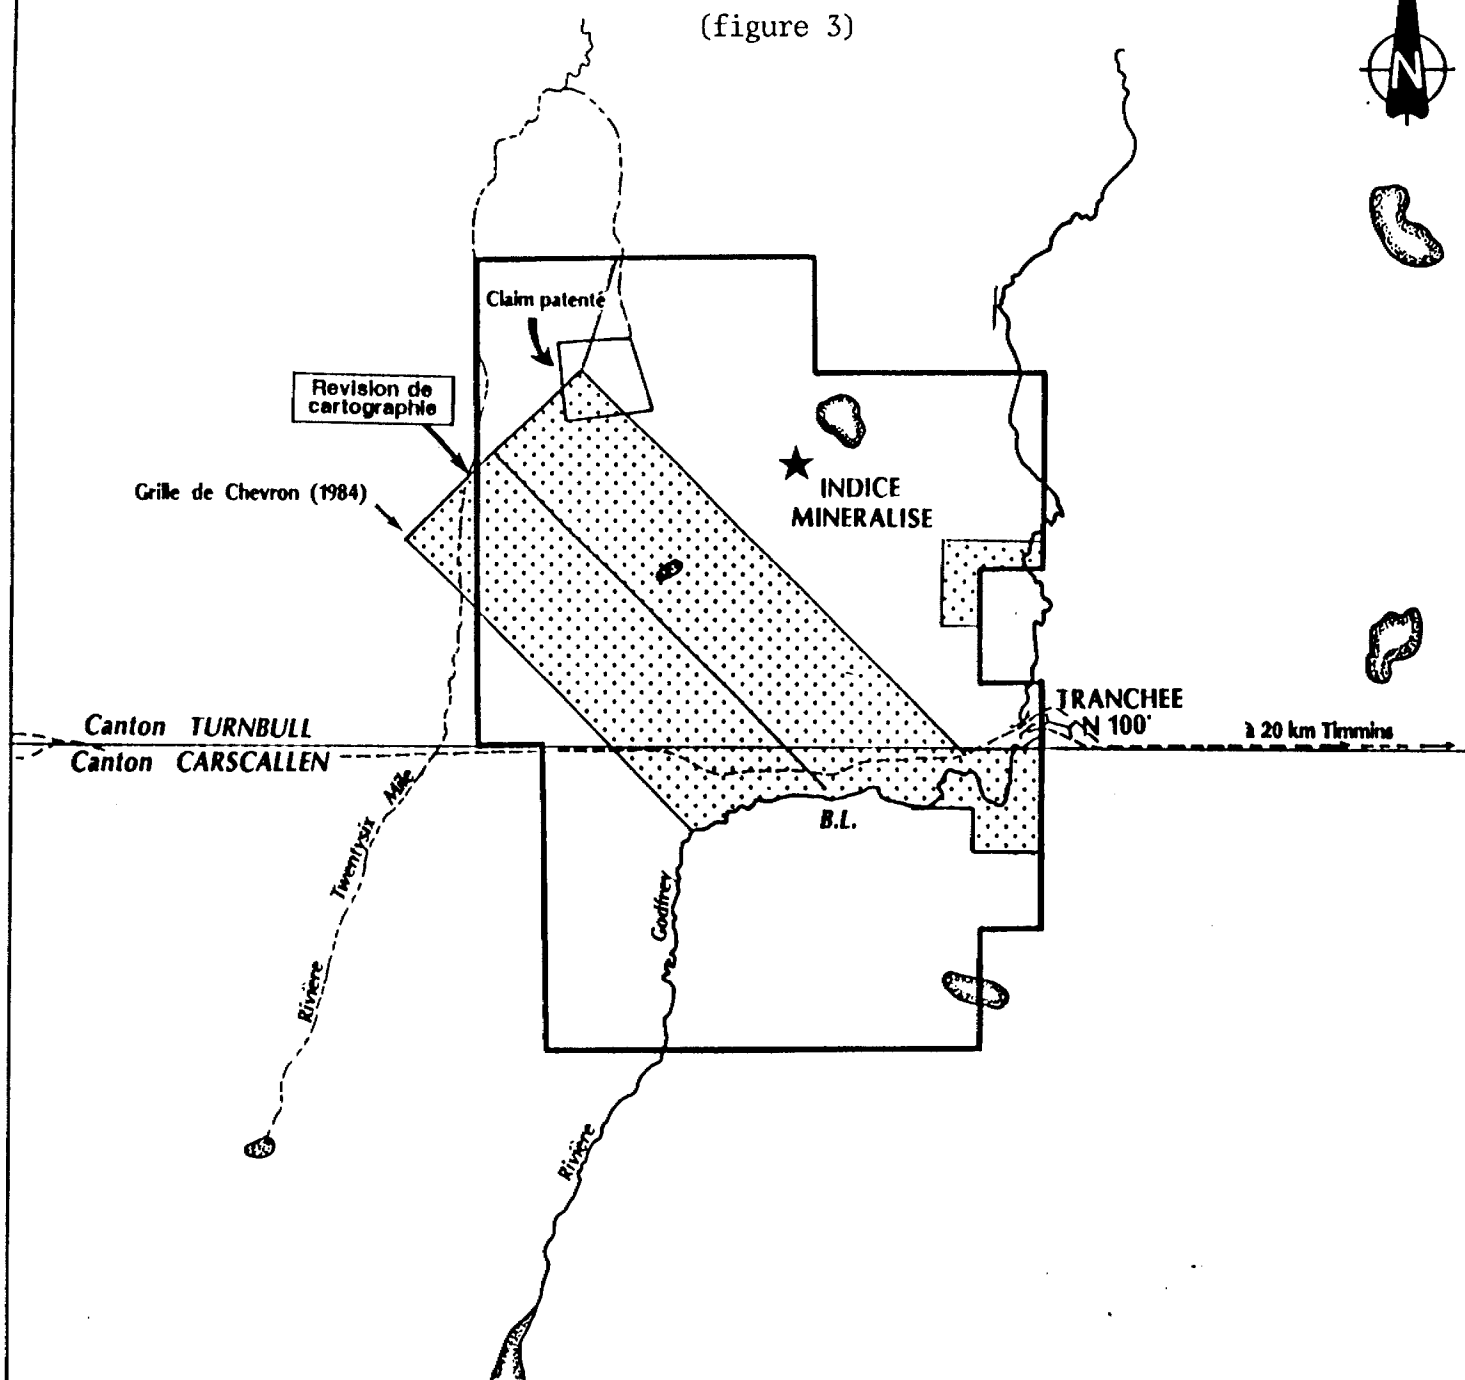 (figure 3)
N
Claim patenté
Revision de
cartographie
Grille de Chevron (1984)
INDICE
MINERALISE
TRANCHEE
N 100'
à 20 km Timmins
Canton TURNBULL
Canton CARSCALLEN
Rivière Twentysix Mile
B.L.
Rivière Godfrey